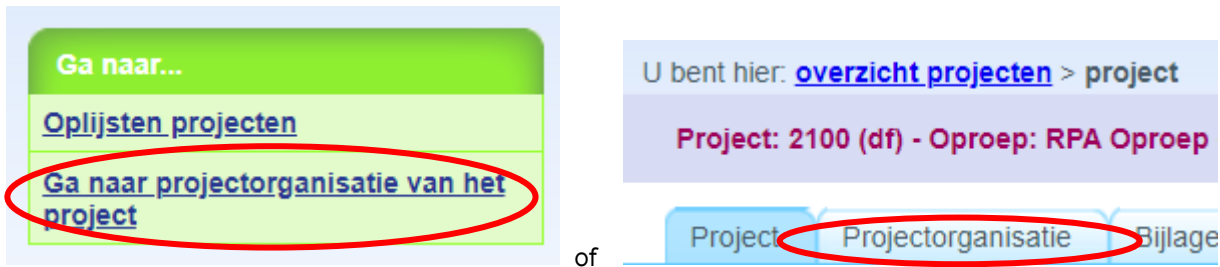 Ga naar...
Oplijsten projecten
Ga naar projectorganisatie van het
project
of
U bent hier: overzicht projecten > project
Project: 2100 (df) - Oproep: RPA Oproep
Project Projectorganisatie Bijlage